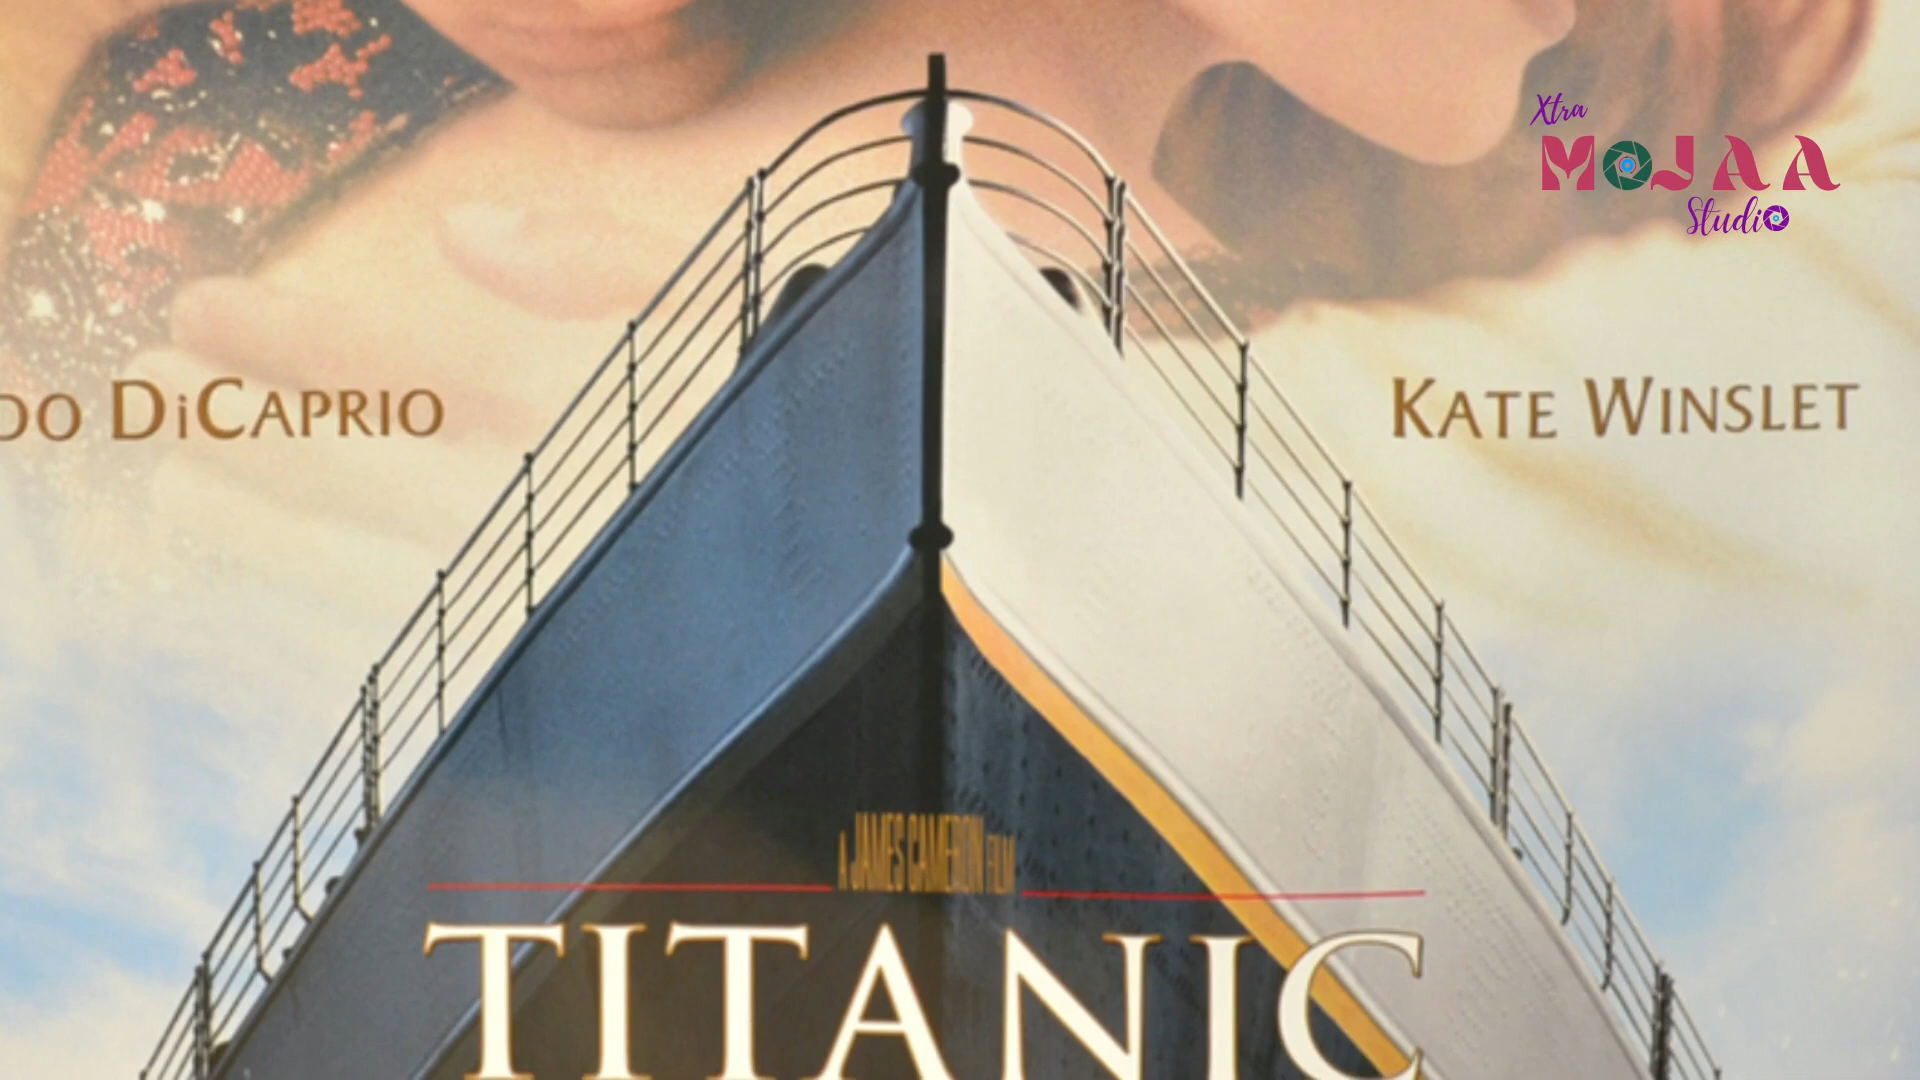 Xtra
MOJAA
Studio
DO DiCAPRIO
KATE WINSLET
A JAMES CAMERON FILM
TITANIC